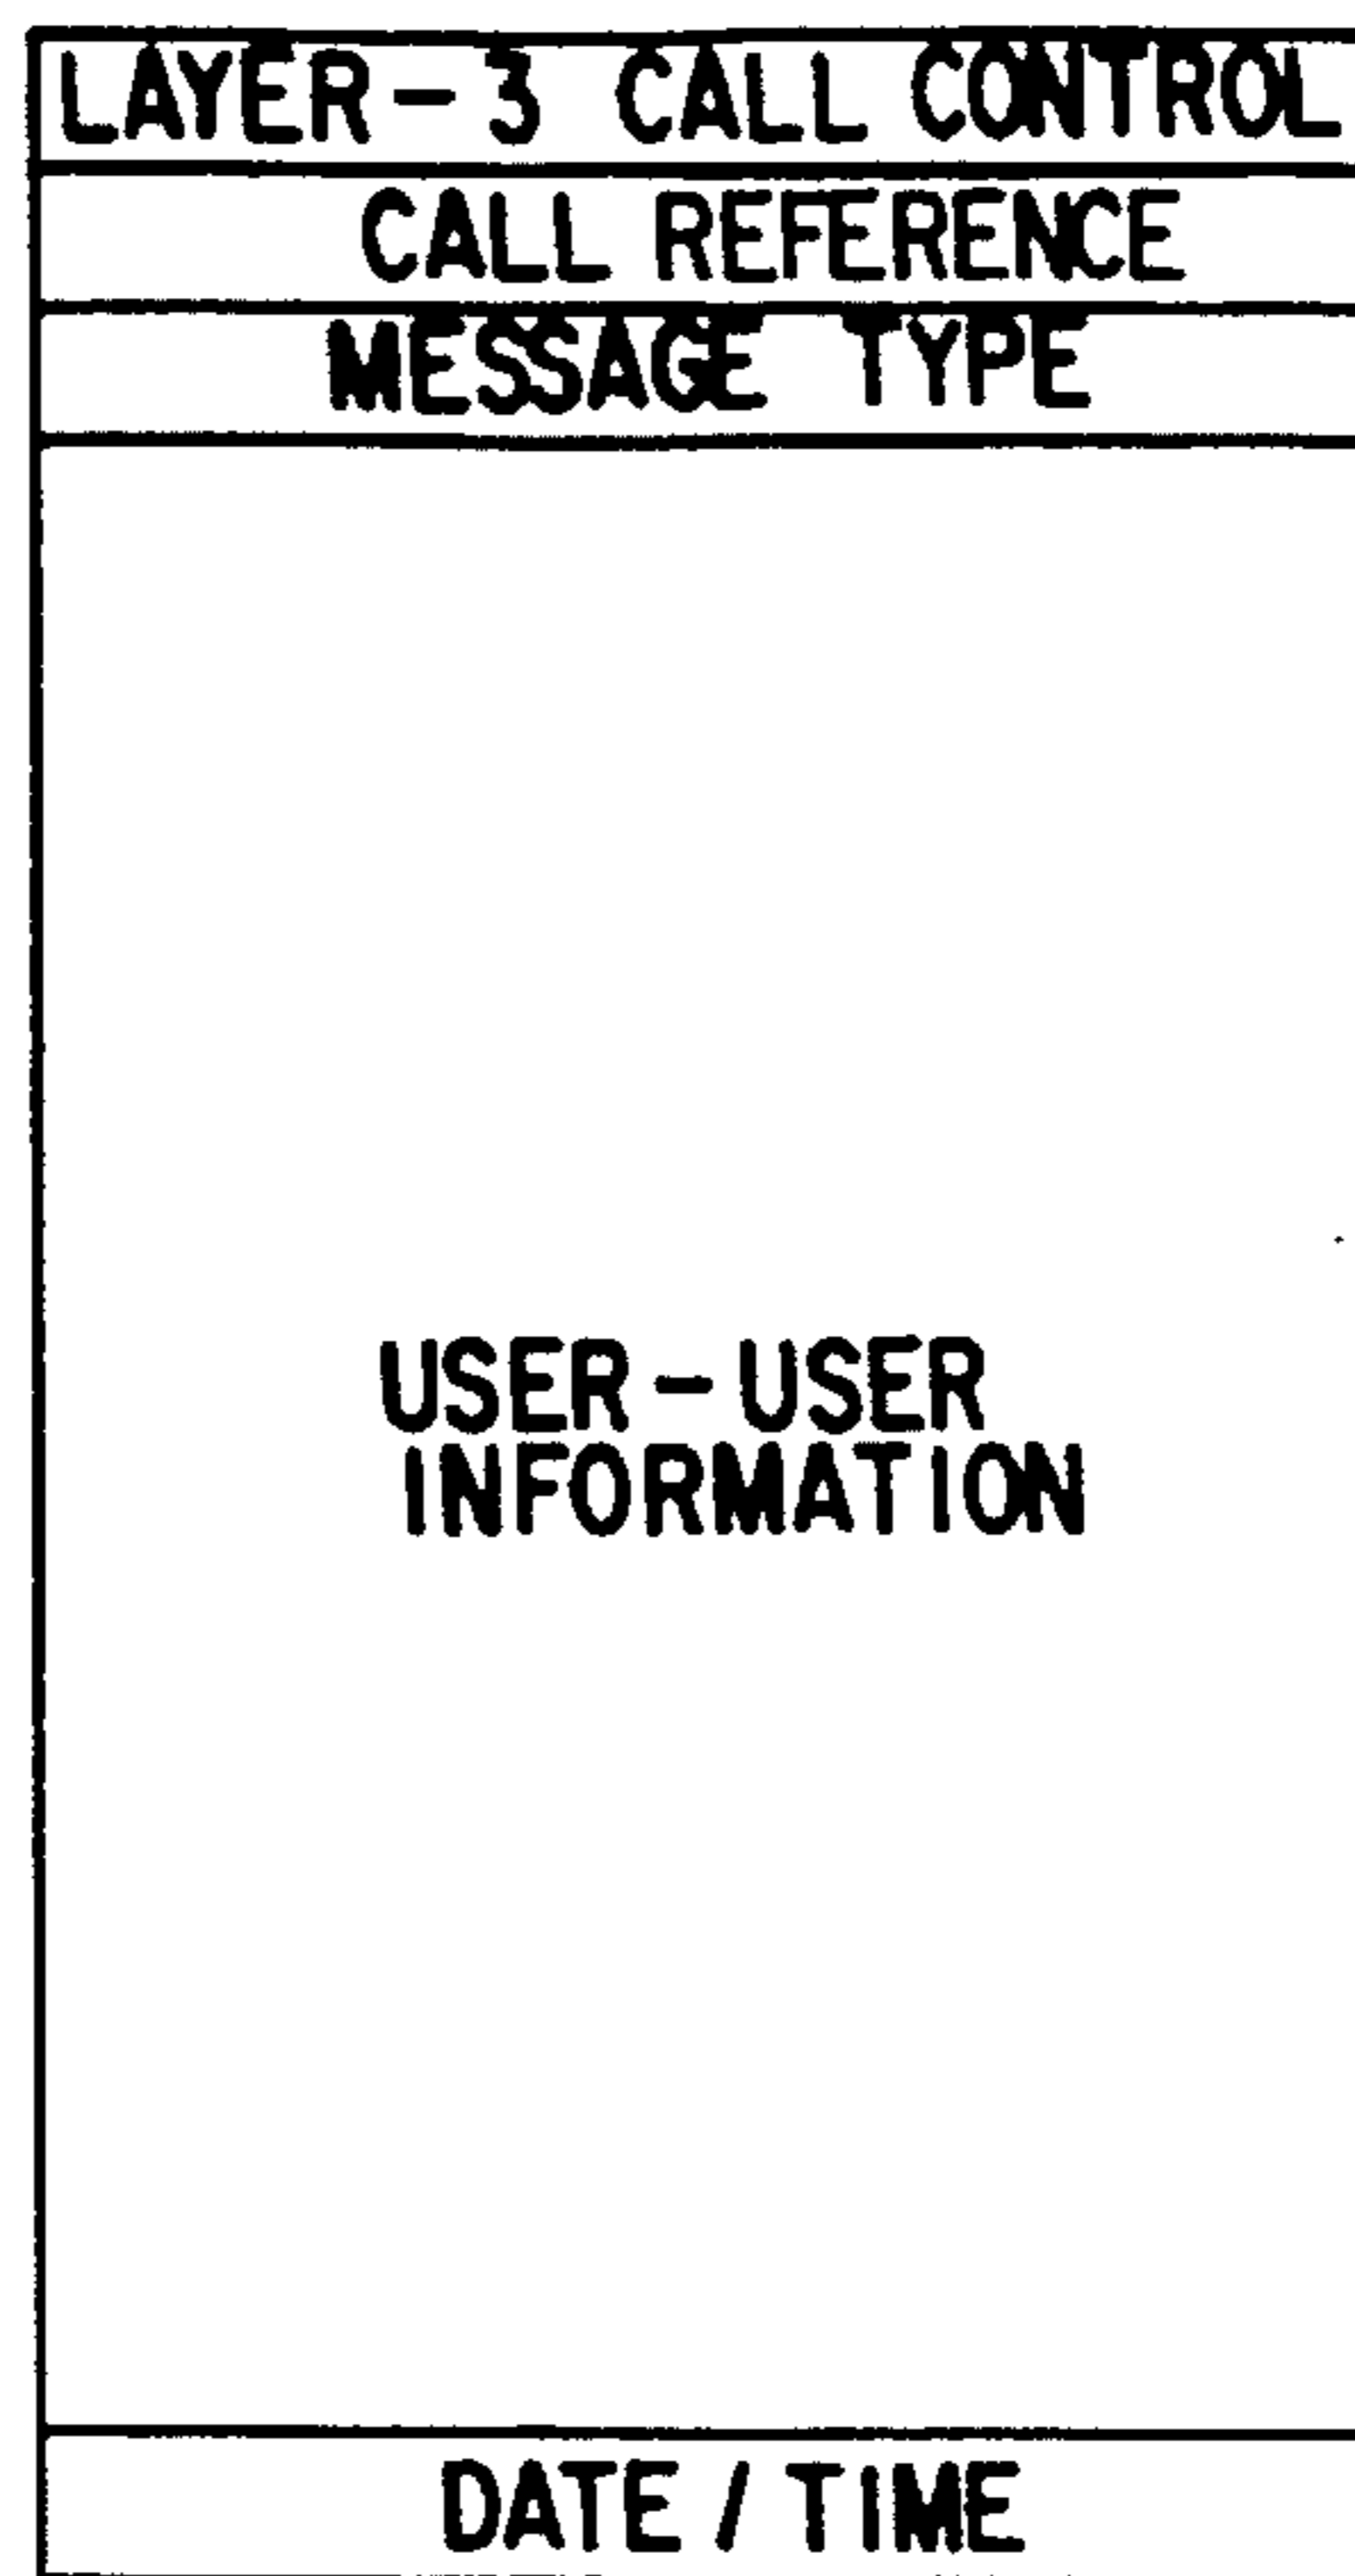 LAYER-3 CALL CONTROL
CALL REFERENCE
MESSAGE TYPE
USER-USER
INFORMATION
DATE/TIME